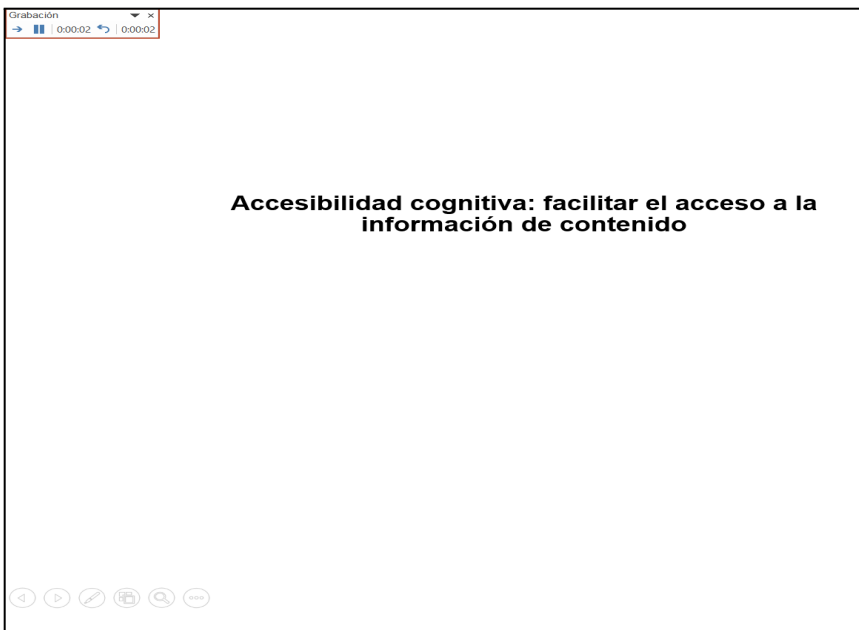 Grabación
0:00:02 0:00:02
Accesibilidad cognitiva: facilitar el acceso a la
información de contenido